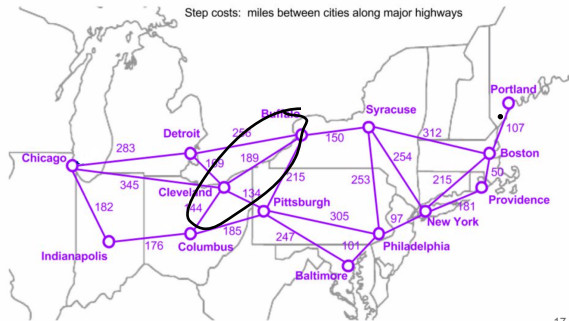 Step costs: miles between cities along major highways
Portland
Buffalo
Syracuse
107
Detroit
256
150
312
Boston
283
Chicago
169
189
254
50
345
Cleveland
215
253
215
134
Pittsburgh
Providence
182
144
305
97
181
New York
176
185
247
Columbus
Philadelphia
Indianapolis
101
Baltimore
17